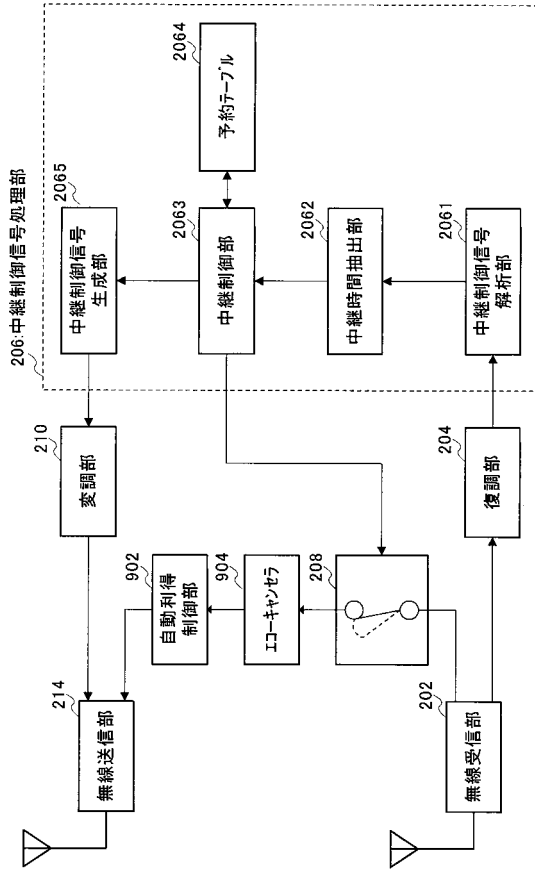 206:中継制御信号処理部
214
無線送信部
210
変調部
2065
中継制御信号
生成部
902
自動利得
制御部
2063
中継制御部
2064
予約テーブル
904
エコーキャンセラ
2062
中継時間抽出部
208
202
無線受信部
204
復調部
2061
中継制御信号
解析部